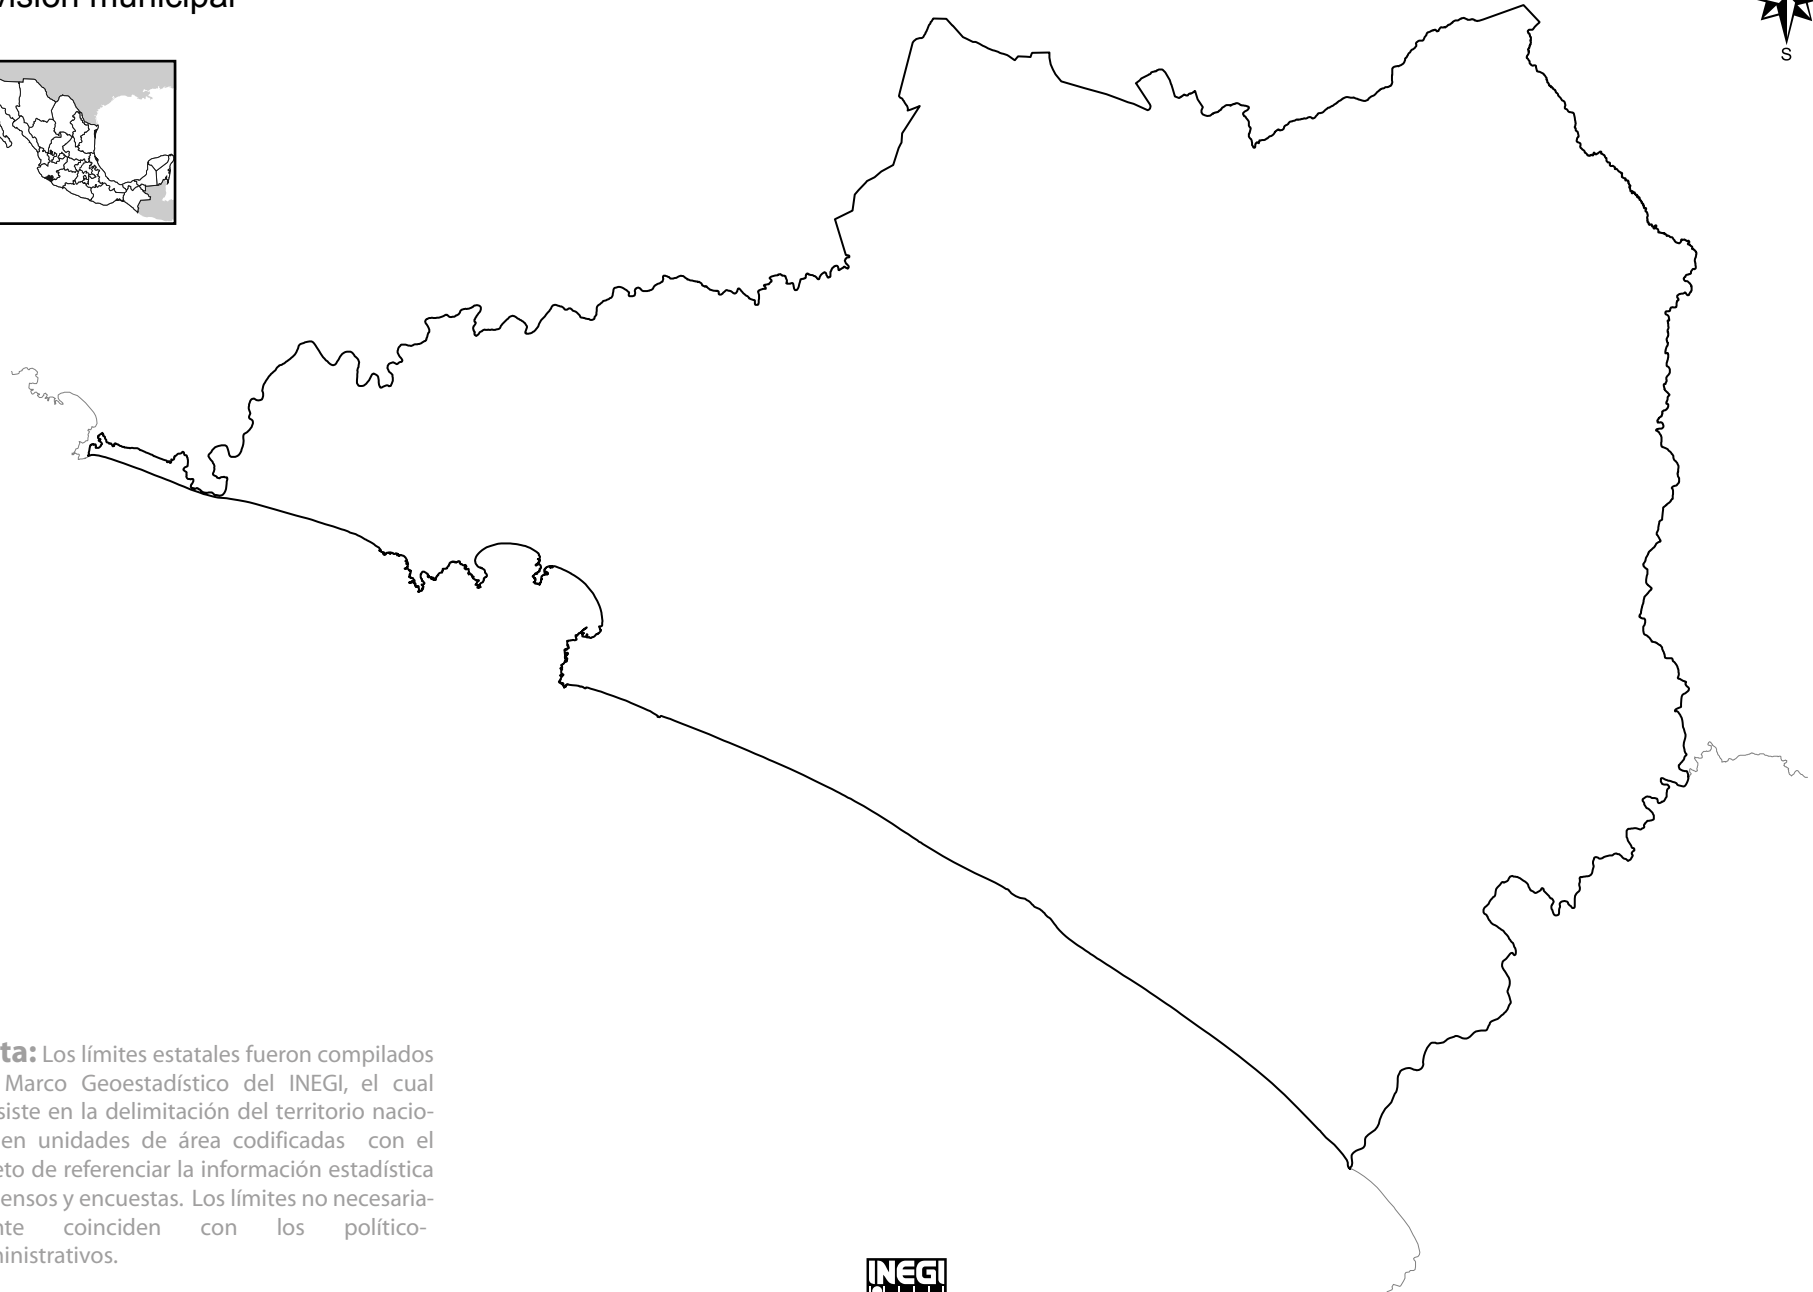 visión municipal
S
ta: Los límites estatales fueron compilados
Marco Geoestadístico del INEGI, el cual
siste en la delimitación del territorio nacio-
en unidades de área codificadas con el
eto de referenciar la información estadística
ensos y encuestas. Los límites no necesaria-
nte coinciden con los político-
ninistrativos.
INEGI